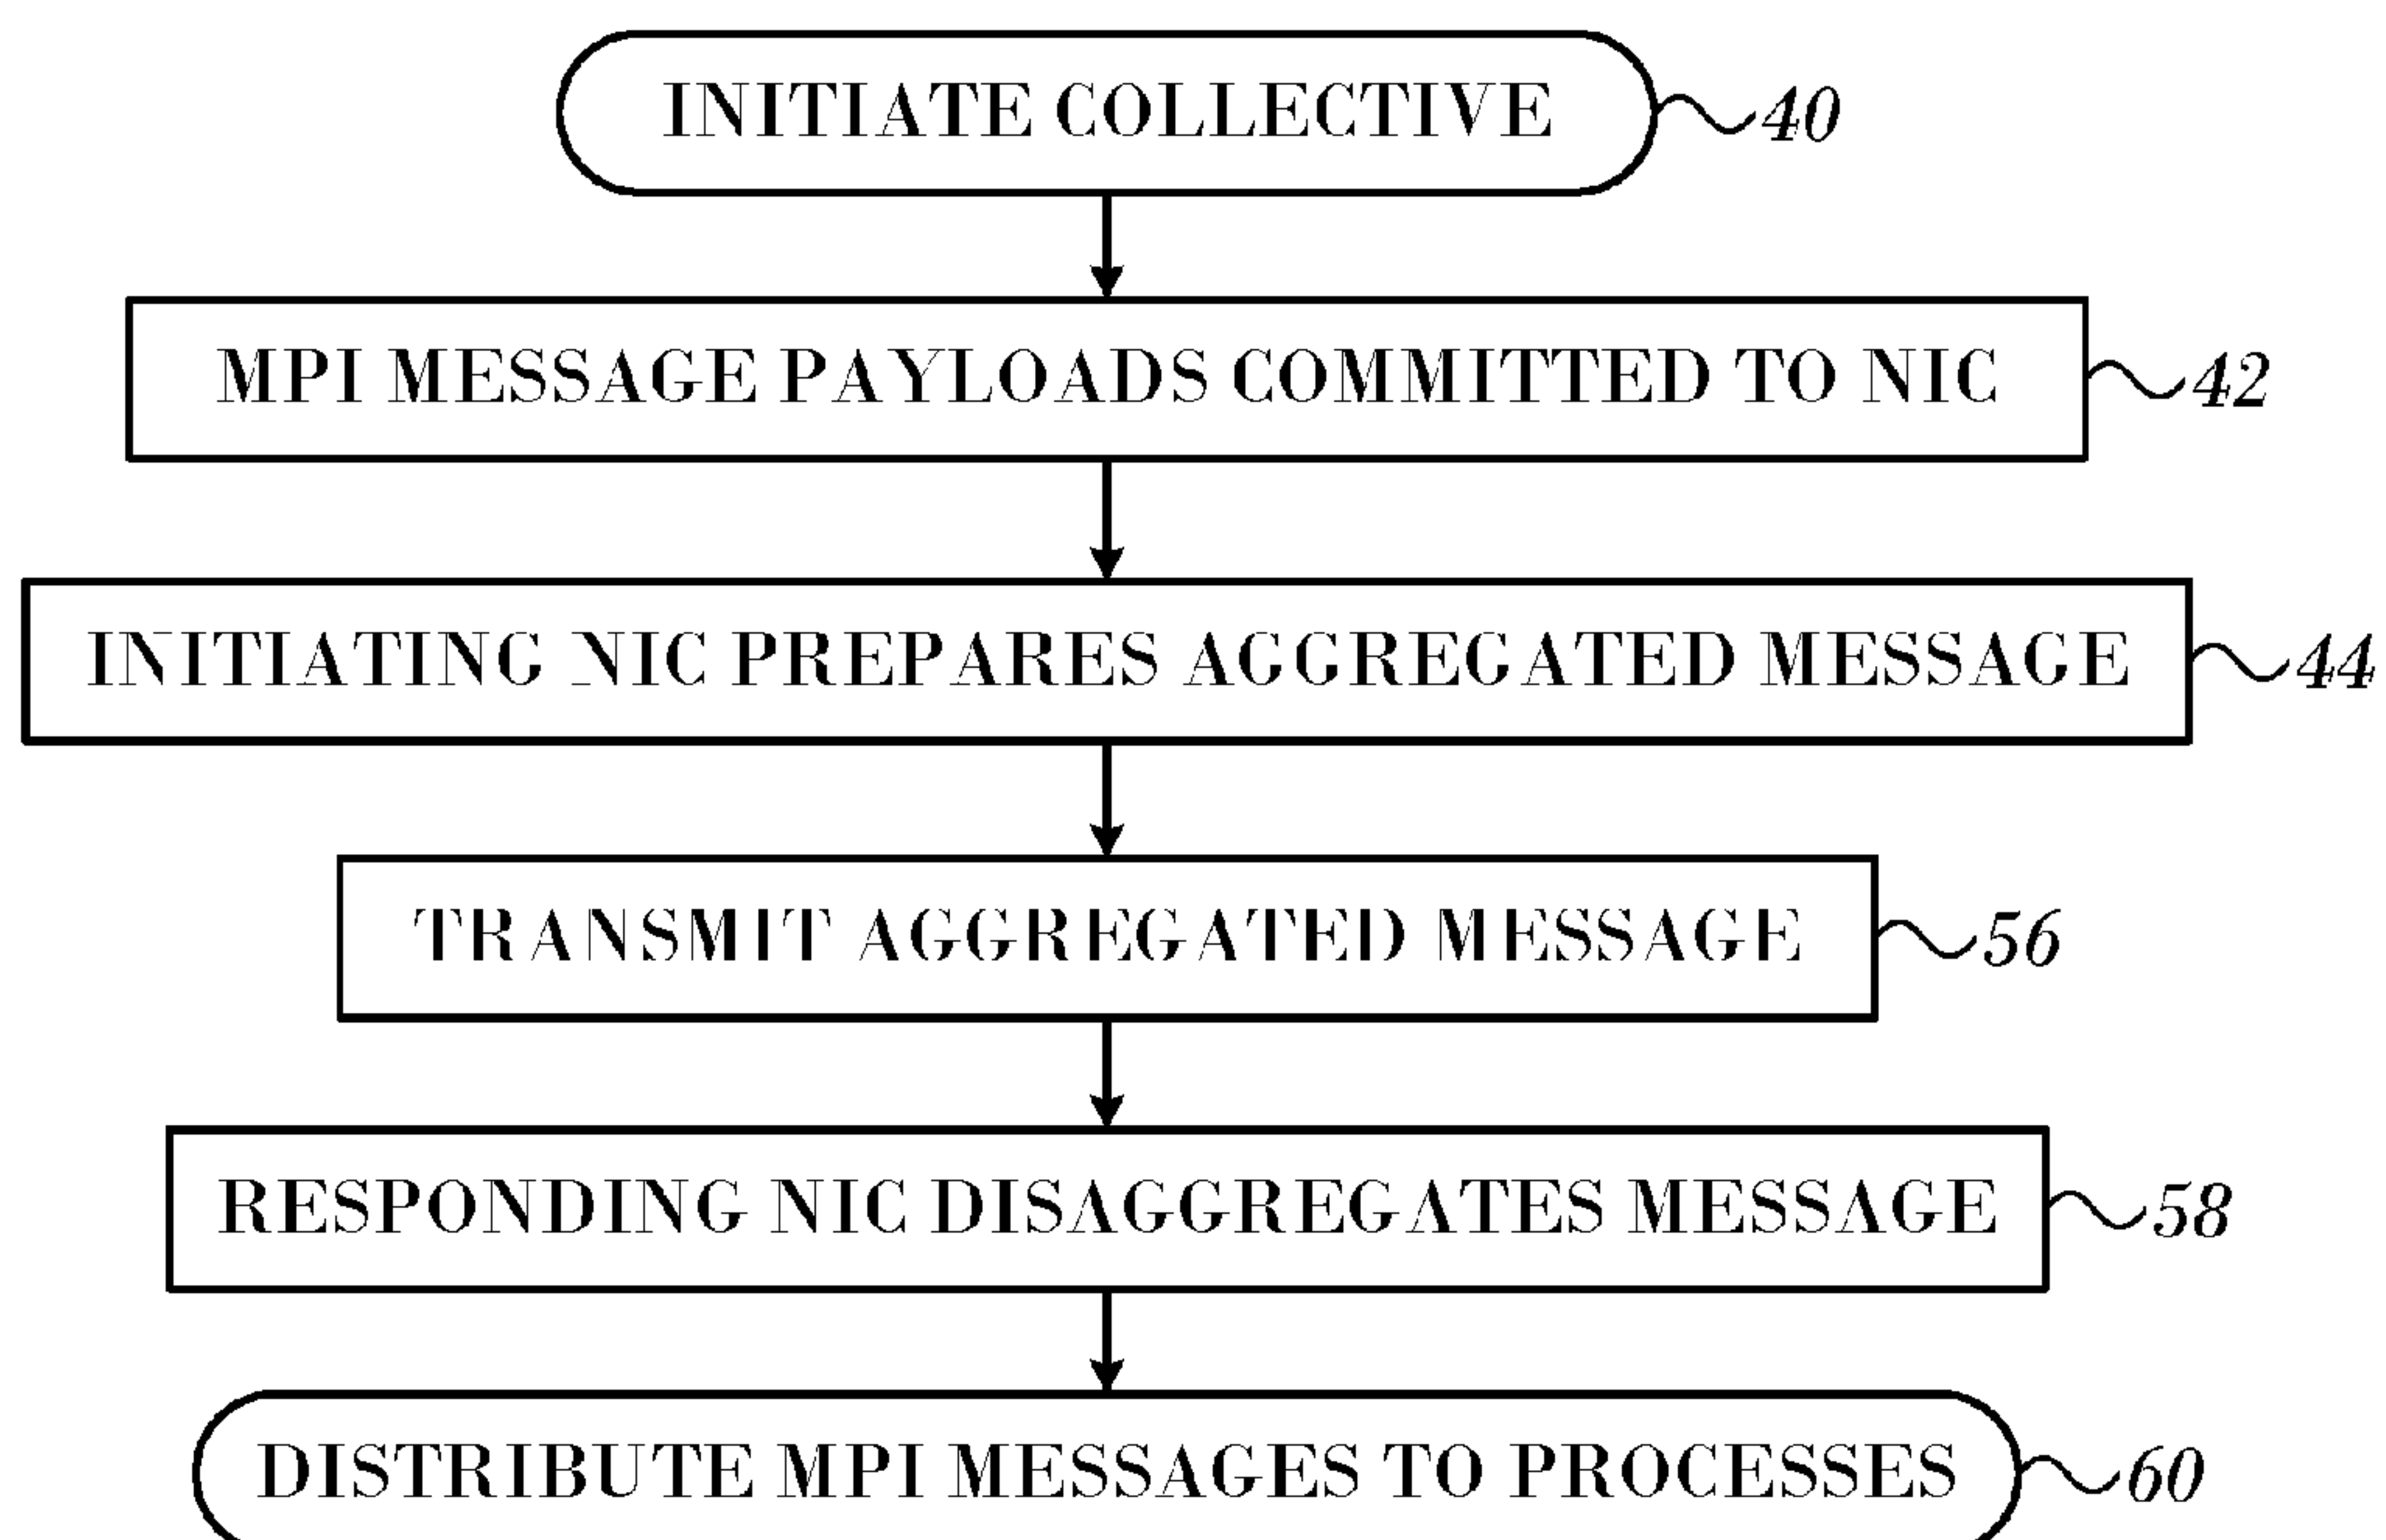 INITIATE COLLECTIVE 40
MPI MESSAGE PAYLOADS COMMITTED TO NIC 42
INITIATING NIC PREPARES AGGREGATED MESSAGE 44
TRANSMIT AGGREGATED MESSAGE 56
RESPONDING NIC DISAGGREGATES MESSAGE 58
DISTRIBUTE MPI MESSAGES TO PROCESSES 60